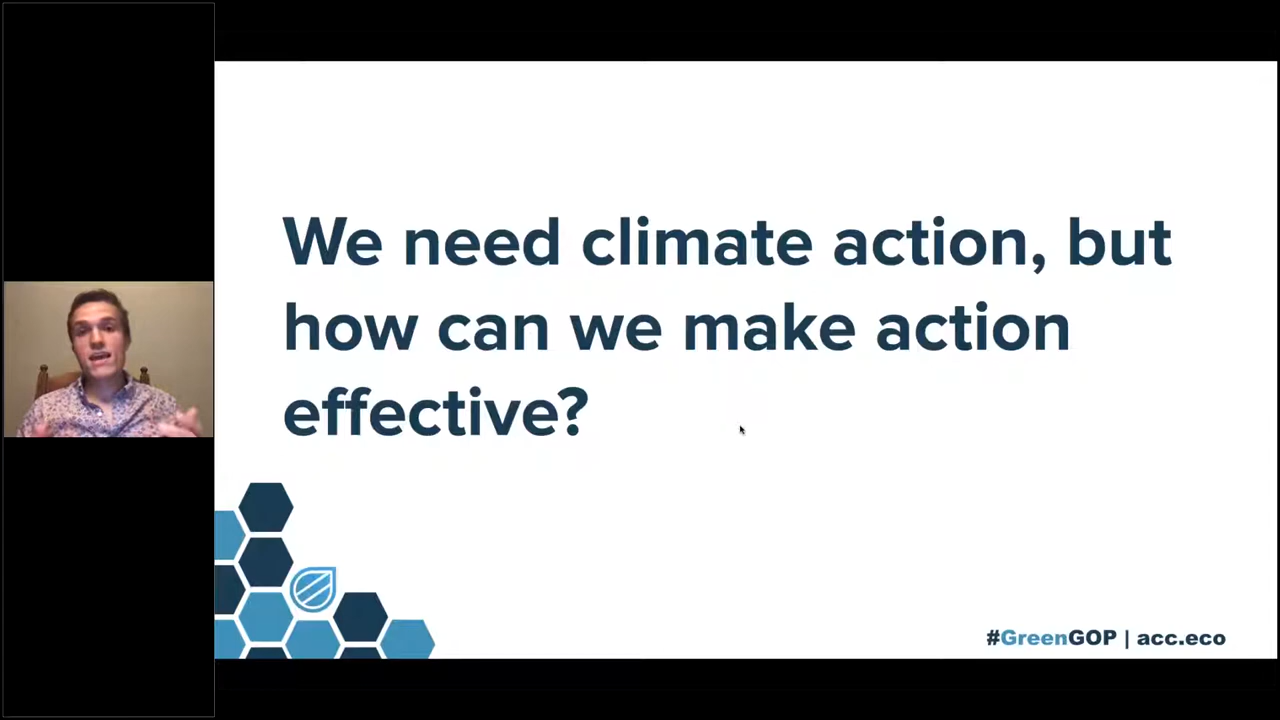 We need climate action, but
how can we make action
effective?
#GreenGOP | acc.eco